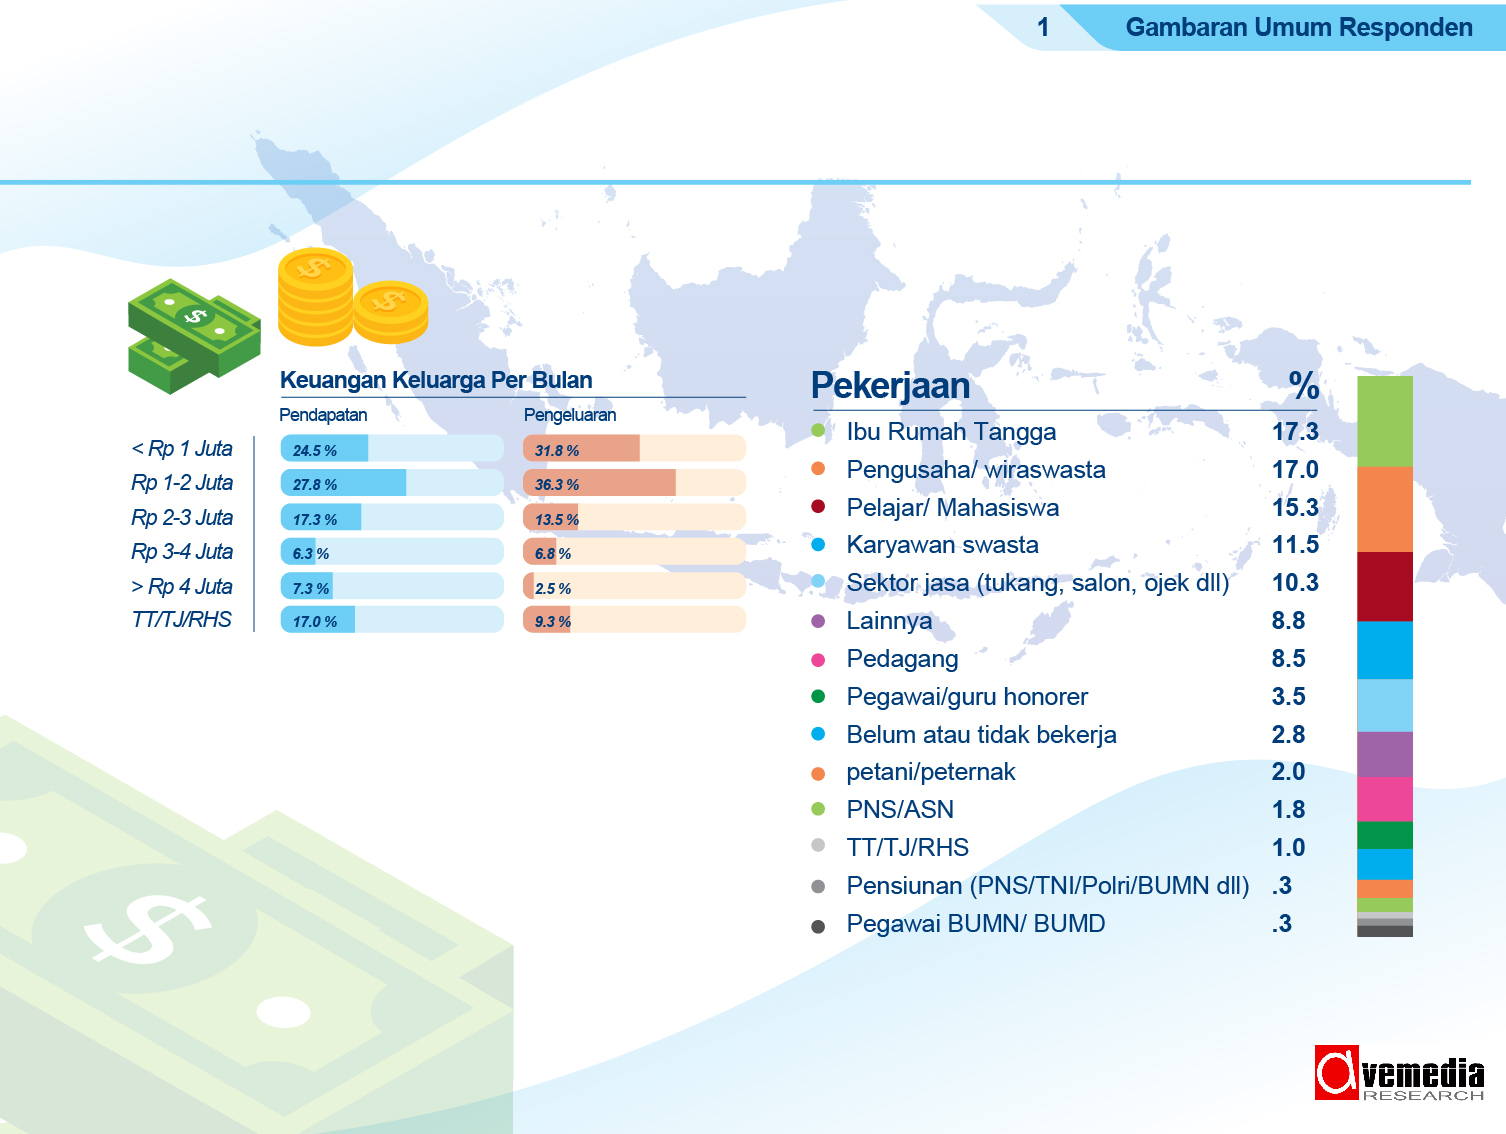 1 Gambaran Umum Responden
Keuangan Keluarga Per Bulan
Pendapatan Pengeluaran
< Rp 1 Juta 24.5 % 31.8 %
Rp 1-2 Juta 27.8 % 36.3 %
Rp 2-3 Juta 17.3 % 13.5 %
Rp 3-4 Juta 6.3 % 6.8 %
> Rp 4 Juta 7.3 % 2.5 %
TT/TJ/RHS 17.0 % 9.3 %
Pekerjaan %
Ibu Rumah Tangga 17.3
Pengusaha/ wiraswasta 17.0
Pelajar/ Mahasiswa 15.3
Karyawan swasta 11.5
Sektor jasa (tukang, salon, ojek dll) 10.3
Lainnya 8.8
Pedagang 8.5
Pegawai/guru honorer 3.5
Belum atau tidak bekerja 2.8
petani/peternak 2.0
PNS/ASN 1.8
TT/TJ/RHS 1.0
Pensiunan (PNS/TNI/Polri/BUMN dll) .3
Pegawai BUMN/ BUMD .3
avemedia
RESEARCH